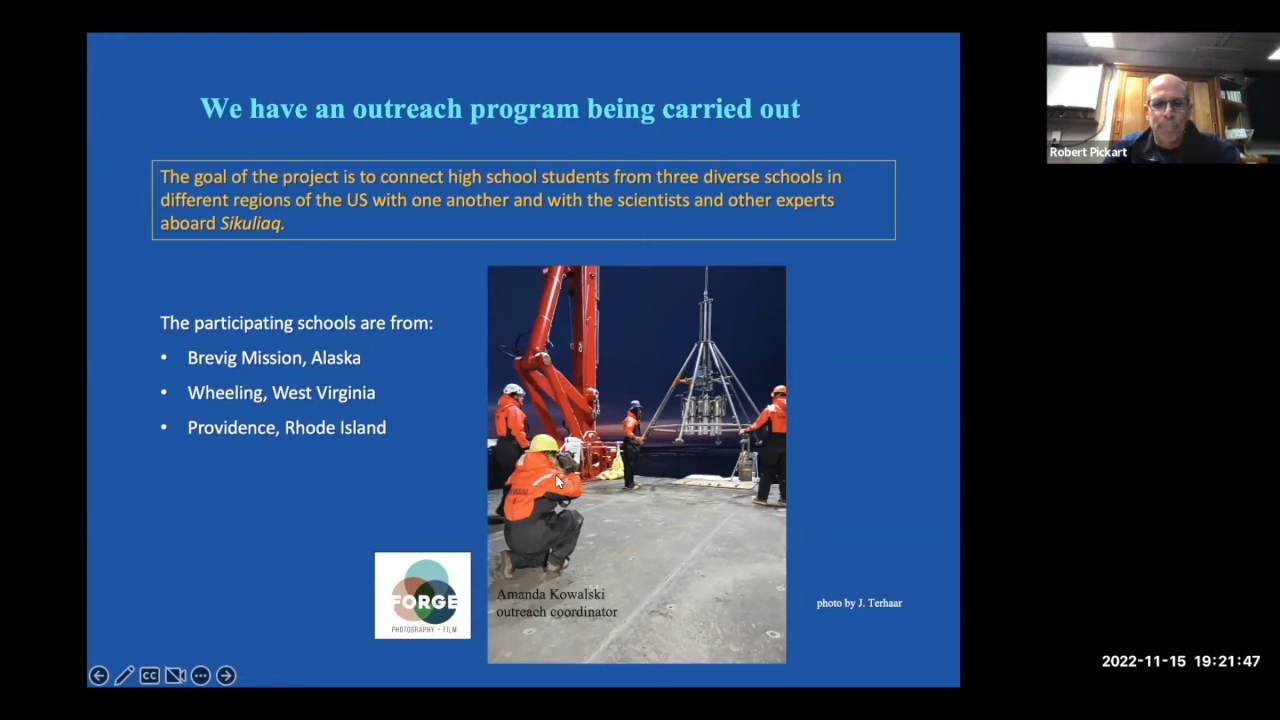 We have an outreach program being carried out
The goal of the project is to connect high school students from three diverse schools in
different regions of the US with one another and with the scientists and other experts
aboard Sikuliaq.
The participating schools are from:
• Brevig Mission, Alaska
• Wheeling, West Virginia
• Providence, Rhode Island
FORGE
PHOTOGRAPHY + FILM
Amanda Kowalski
outreach coordinator
photo by J. Terhaar
CC
Robert Pickart
2022-11-15 19:21:47